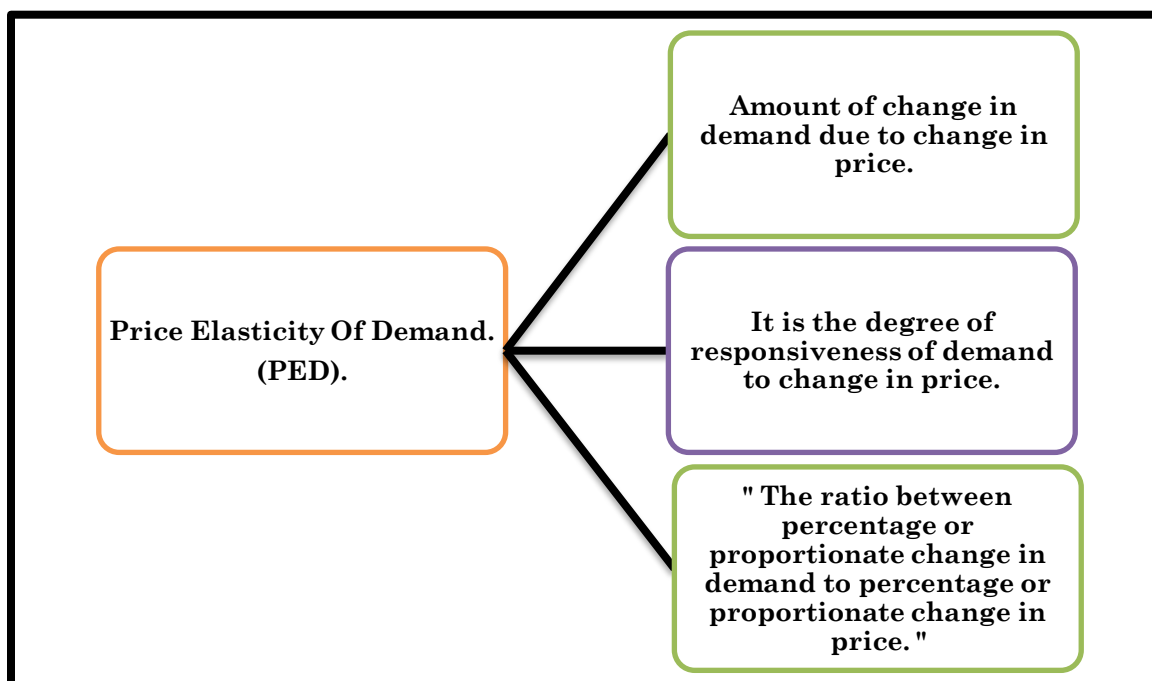 Amount of change in
demand due to change in
price.
Price Elasticity Of Demand.
(PED).
It is the degree of
responsiveness of demand
to change in price.
" The ratio between
percentage or
proportionate change in
demand to percentage or
proportionate change in
price. "